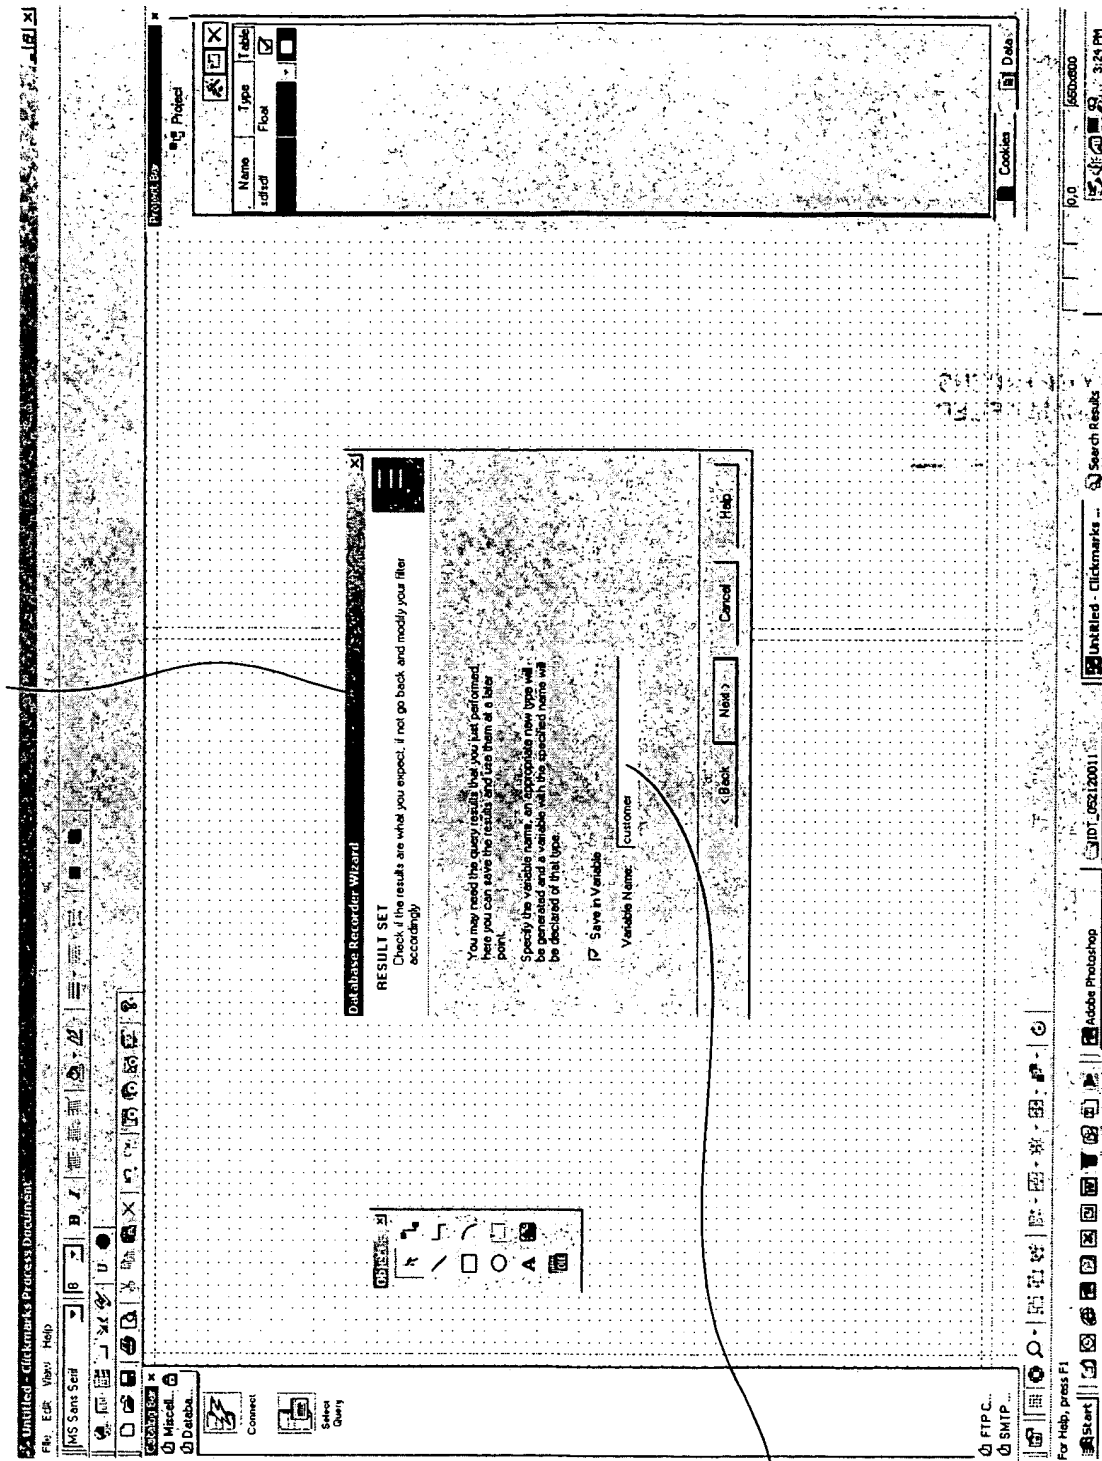 Untitled - Clickmarks Process Document
File Edit View Help
MS Sans Serif
8
B I
U
Miscell...
Databa...
Connect
Select
Query
FTP C...
SMTP ...
Objects
Database Recorder Wizard
RESULT SET
Check if the results are what you expect, if not go back and modify your filter
accordingly
You may need the query results that you just performed,
here you can save the results and use them at a later
point.
Specify the variable name, an appropriate new type will
be generated and a variable with the specified name will
be declared of that type.
Save in Variable
Variable Name:
customer
< Back
Next >
Cancel
Help
Project Bar
Project
Name Type Table
sdfsdf Float
Cookies
Data
For Help, press F1
0,0
660x800
Start
Adobe Photoshop
IDT_05212001
Untitled - Clickmarks ...
Search Results
3:24 PM